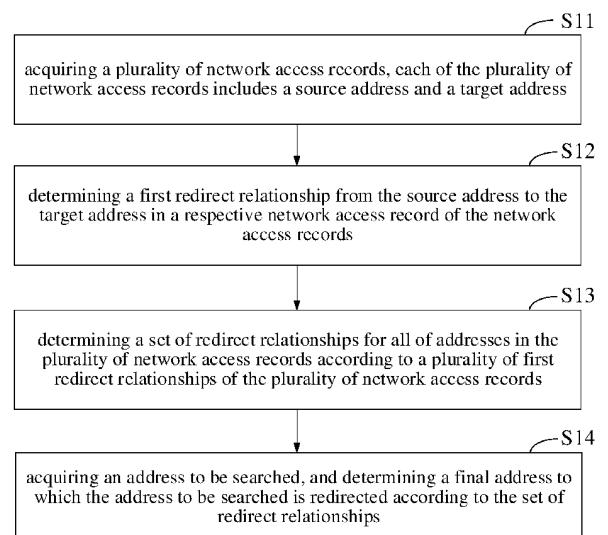 S11
acquiring a plurality of network access records, each of the plurality of
network access records includes a source address and a target address
S12
determining a first redirect relationship from the source address to the
target address in a respective network access record of the network
access records
S13
determining a set of redirect relationships for all of addresses in the
plurality of network access records according to a plurality of first
redirect relationships of the plurality of network access records
S14
acquiring an address to be searched, and determining a final address to
which the address to be searched is redirected according to the set of
redirect relationships